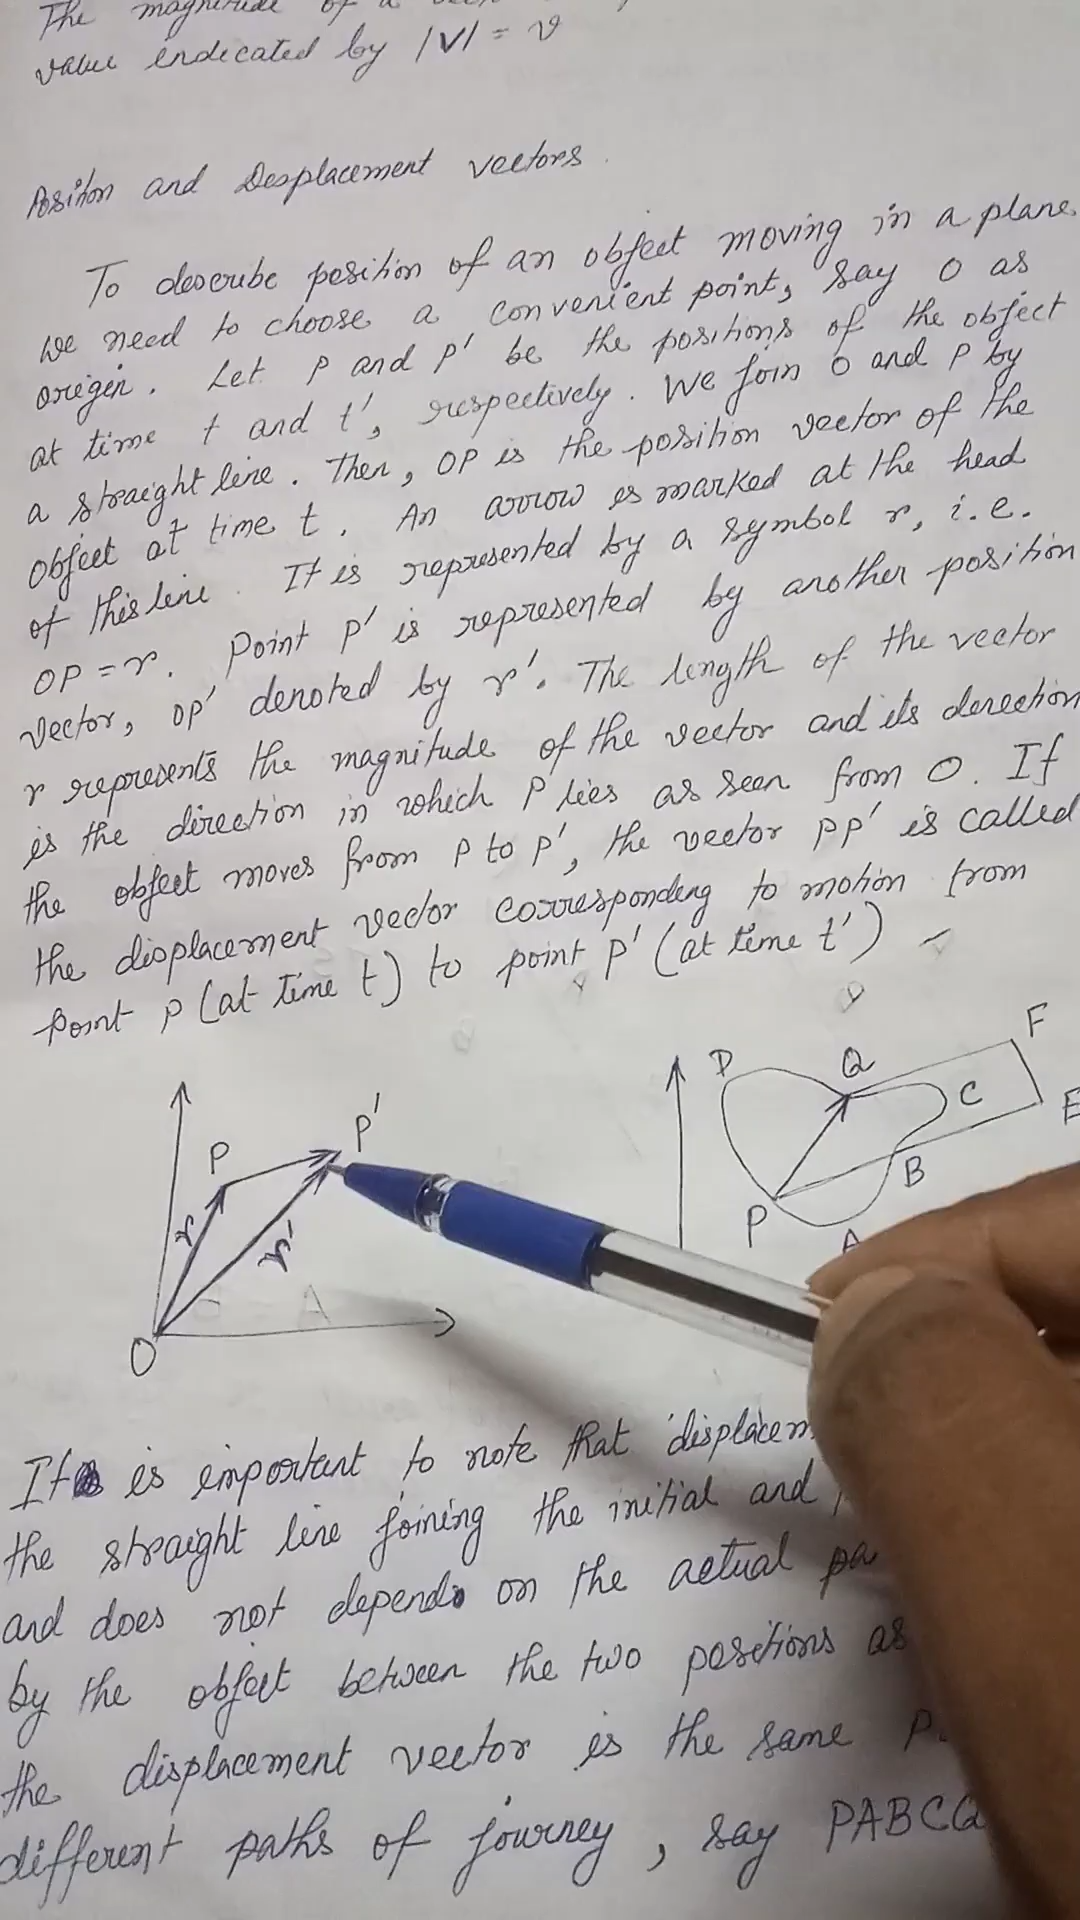 The magnitude of a
value indicated by |V| = v
Position and Displacement vectors.
To describe position of an object moving in a plane
we need to choose a convenient point, say O as
origin. Let P and P' be the positions of the object
at time t and t', respectively. We join O and P by
a straight line. Then, OP is the position vector of the
object at time t. An arrow is marked at the head
of this line. It is represented by a symbol r, i.e.
OP = r. Point P' is represented by another position
vector, OP' denoted by r'. The length of the vector
r represents the magnitude of the vector and its direction
is the direction in which P lies as seen from O. If
the object moves from P to P', the vector PP' is called
the displacement vector corresponding to motion from
point P (at time t) to point P' (at time t')
P P' r r' O
D Q F C E B P A
It is important to note that displacem
the straight line joining the initial and
and does not depend on the actual pa
by the object between the two positions as
the displacement vector is the same
different paths of journey, say PABCQ